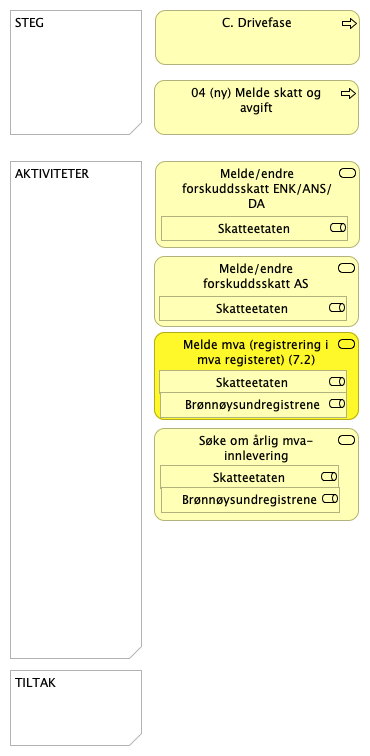 STEG
C. Drivefase
04 (ny) Melde skatt og
avgift
AKTIVITETER
Melde/endre
forskuddsskatt ENK/ANS/
DA
Skatteetaten
Melde/endre
forskuddsskatt AS
Skatteetaten
Melde mva (registrering i
mva registeret) (7.2)
Skatteetaten
Brønnøysundregistrene
Søke om årlig mva-
innlevering
Skatteetaten
Brønnøysundregistrene
TILTAK